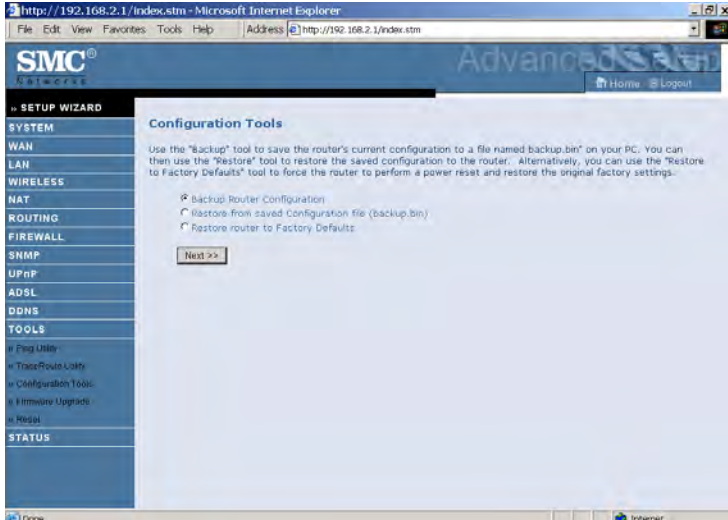 http://192.168.2.1/index.stm - Microsoft Internet Explorer
File Edit View Favorites Tools Help Address http://192.168.2.1/index.stm
SMC®
Networks
Advanced Setup
Home Logout
» SETUP WIZARD
SYSTEM
WAN
LAN
WIRELESS
NAT
ROUTING
FIREWALL
SNMP
UPnP
ADSL
DDNS
TOOLS
» Ping Utility
» TraceRoute Utility
» Configuration Tools
» Firmware Upgrade
» Reset
STATUS
Configuration Tools
Use the "Backup" tool to save the router's current configuration to a file named backup.bin" on your PC. You can
then use the "Restore" tool to restore the saved configuration to the router. Alternatively, you can use the "Restore
to Factory Defaults" tool to force the router to perform a power reset and restore the original factory settings.
Backup Router Configuration
Restore from saved Configuration file (backup.bin)
Restore router to Factory Defaults
Next >>
Done
Internet